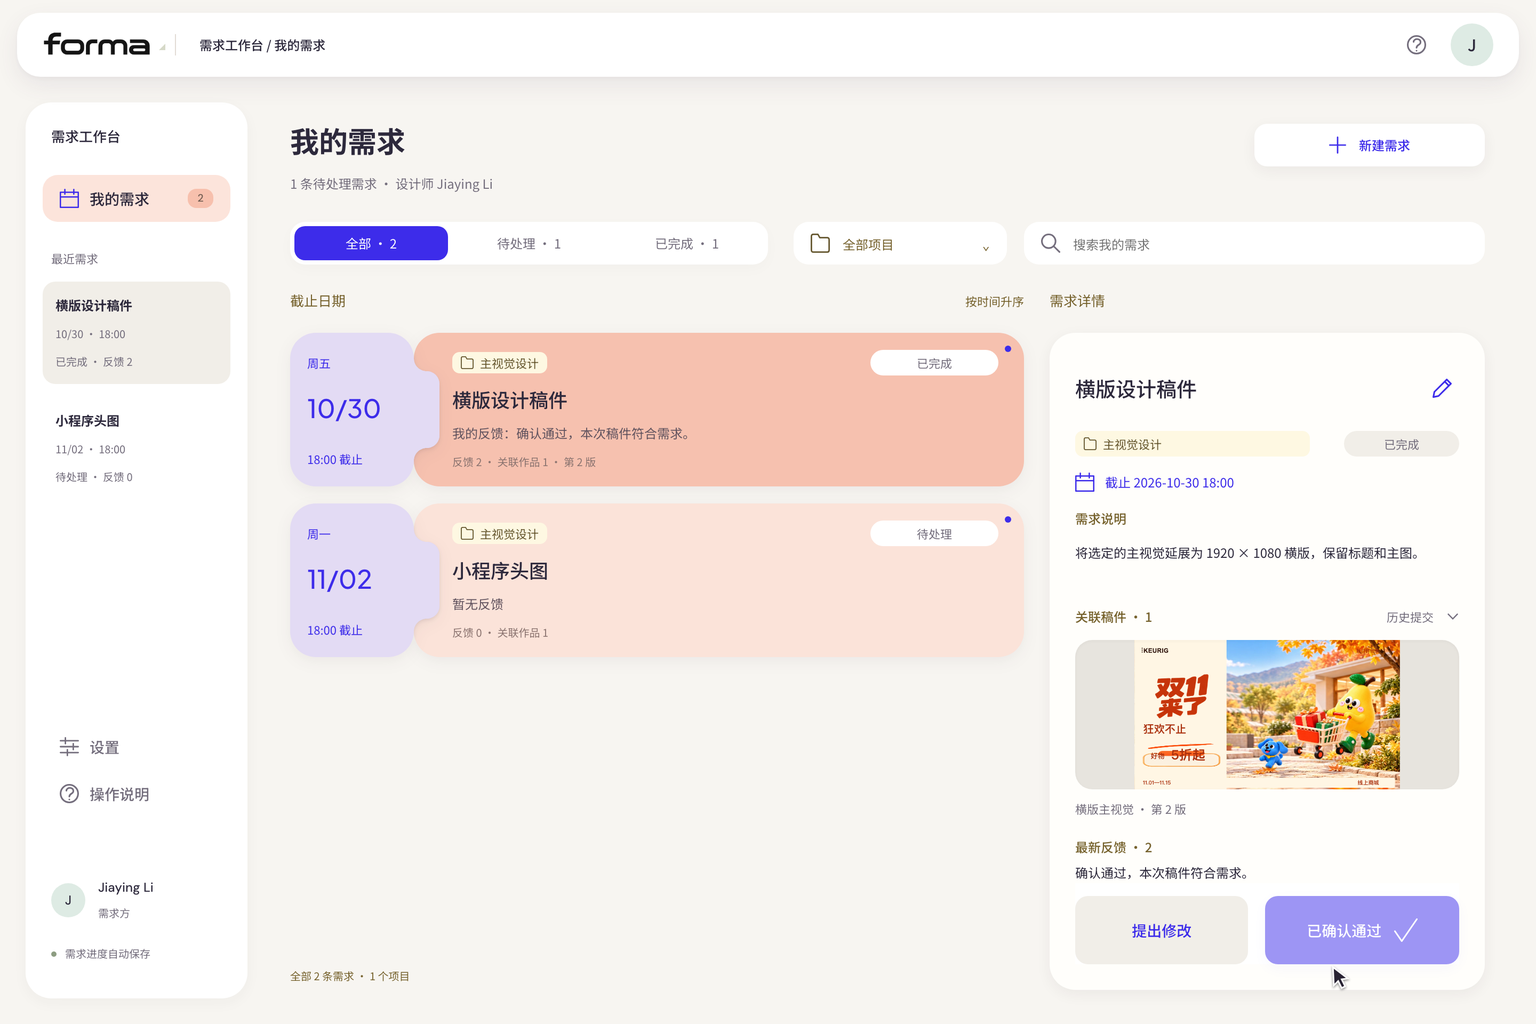 forma
需求工作台 / 我的需求
J
需求工作台
我的需求
2
最近需求
横版设计稿件
10/30 · 18:00
已完成 · 反馈 2
小程序头图
11/02 · 18:00
待处理 · 反馈 0
设置
操作说明
J
Jiaying Li
需求方
需求进度自动保存
我的需求
1 条待处理需求 · 设计师 Jiaying Li
新建需求
全部 · 2
待处理 · 1
已完成 · 1
全部项目
搜索我的需求
截止日期
按时间升序
周五
10/30
18:00 截止
主视觉设计
已完成
横版设计稿件
我的反馈：确认通过，本次稿件符合需求。
反馈 2 · 关联作品 1 · 第 2 版
周一
11/02
18:00 截止
主视觉设计
待处理
小程序头图
暂无反馈
反馈 0 · 关联作品 1
全部 2 条需求 · 1 个项目
需求详情
横版设计稿件
主视觉设计
已完成
截止 2026-10-30 18:00
需求说明
将选定的主视觉延展为 1920 × 1080 横版，保留标题和主图。
关联稿件 · 1
历史提交
KEURIG
双11
来了
狂欢不止
5折起
11.01—11.15
线上商城
横版主视觉 · 第 2 版
最新反馈 · 2
确认通过，本次稿件符合需求。
提出修改
已确认通过